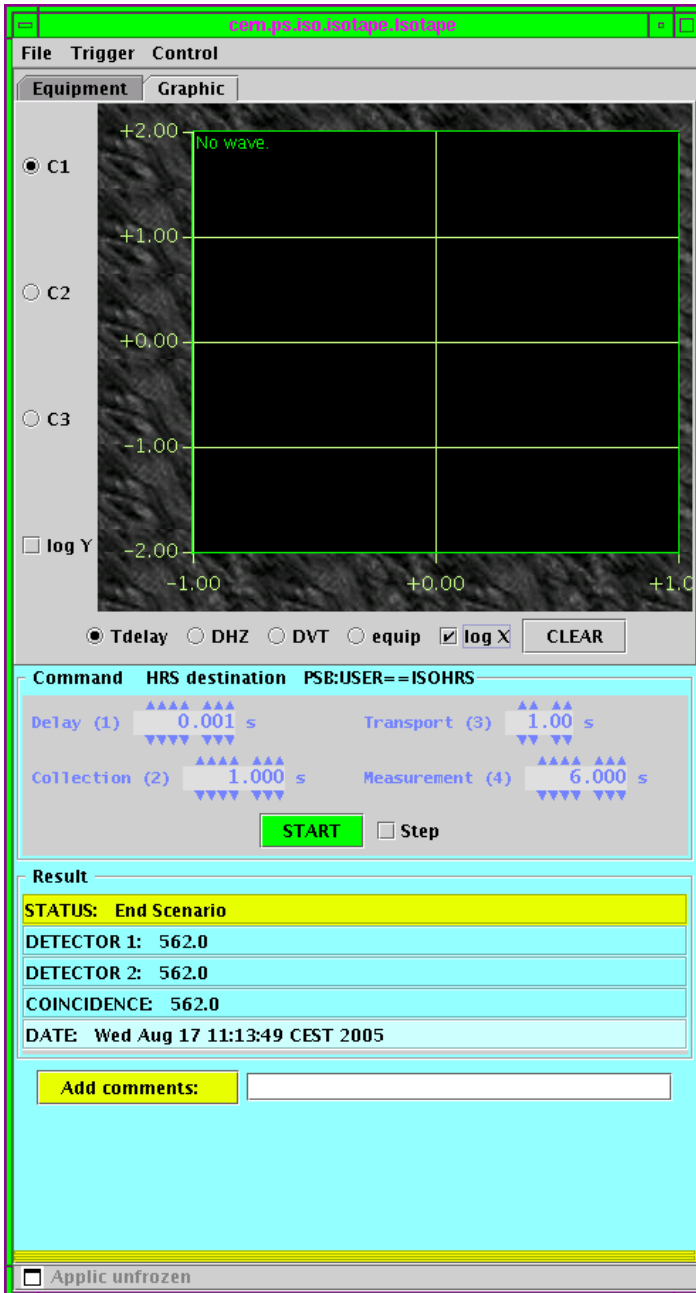 cern.ps.iso.isotape.Isotape
File Trigger Control
Equipment Graphic
+2.00
No wave.
C1
+1.00
C2
+0.00
C3
-1.00
log Y
-2.00
-1.00 +0.00 +1.0
Tdelay DHZ DVT equip log X CLEAR
Command HRS destination PSB:USER==ISOHRS
Delay (1) 0.001 s Transport (3) 1.00 s
Collection (2) 1.000 s Measurement (4) 6.000 s
START Step
Result
STATUS: End Scenario
DETECTOR 1: 562.0
DETECTOR 2: 562.0
COINCIDENCE: 562.0
DATE: Wed Aug 17 11:13:49 CEST 2005
Add comments:
Applic unfrozen